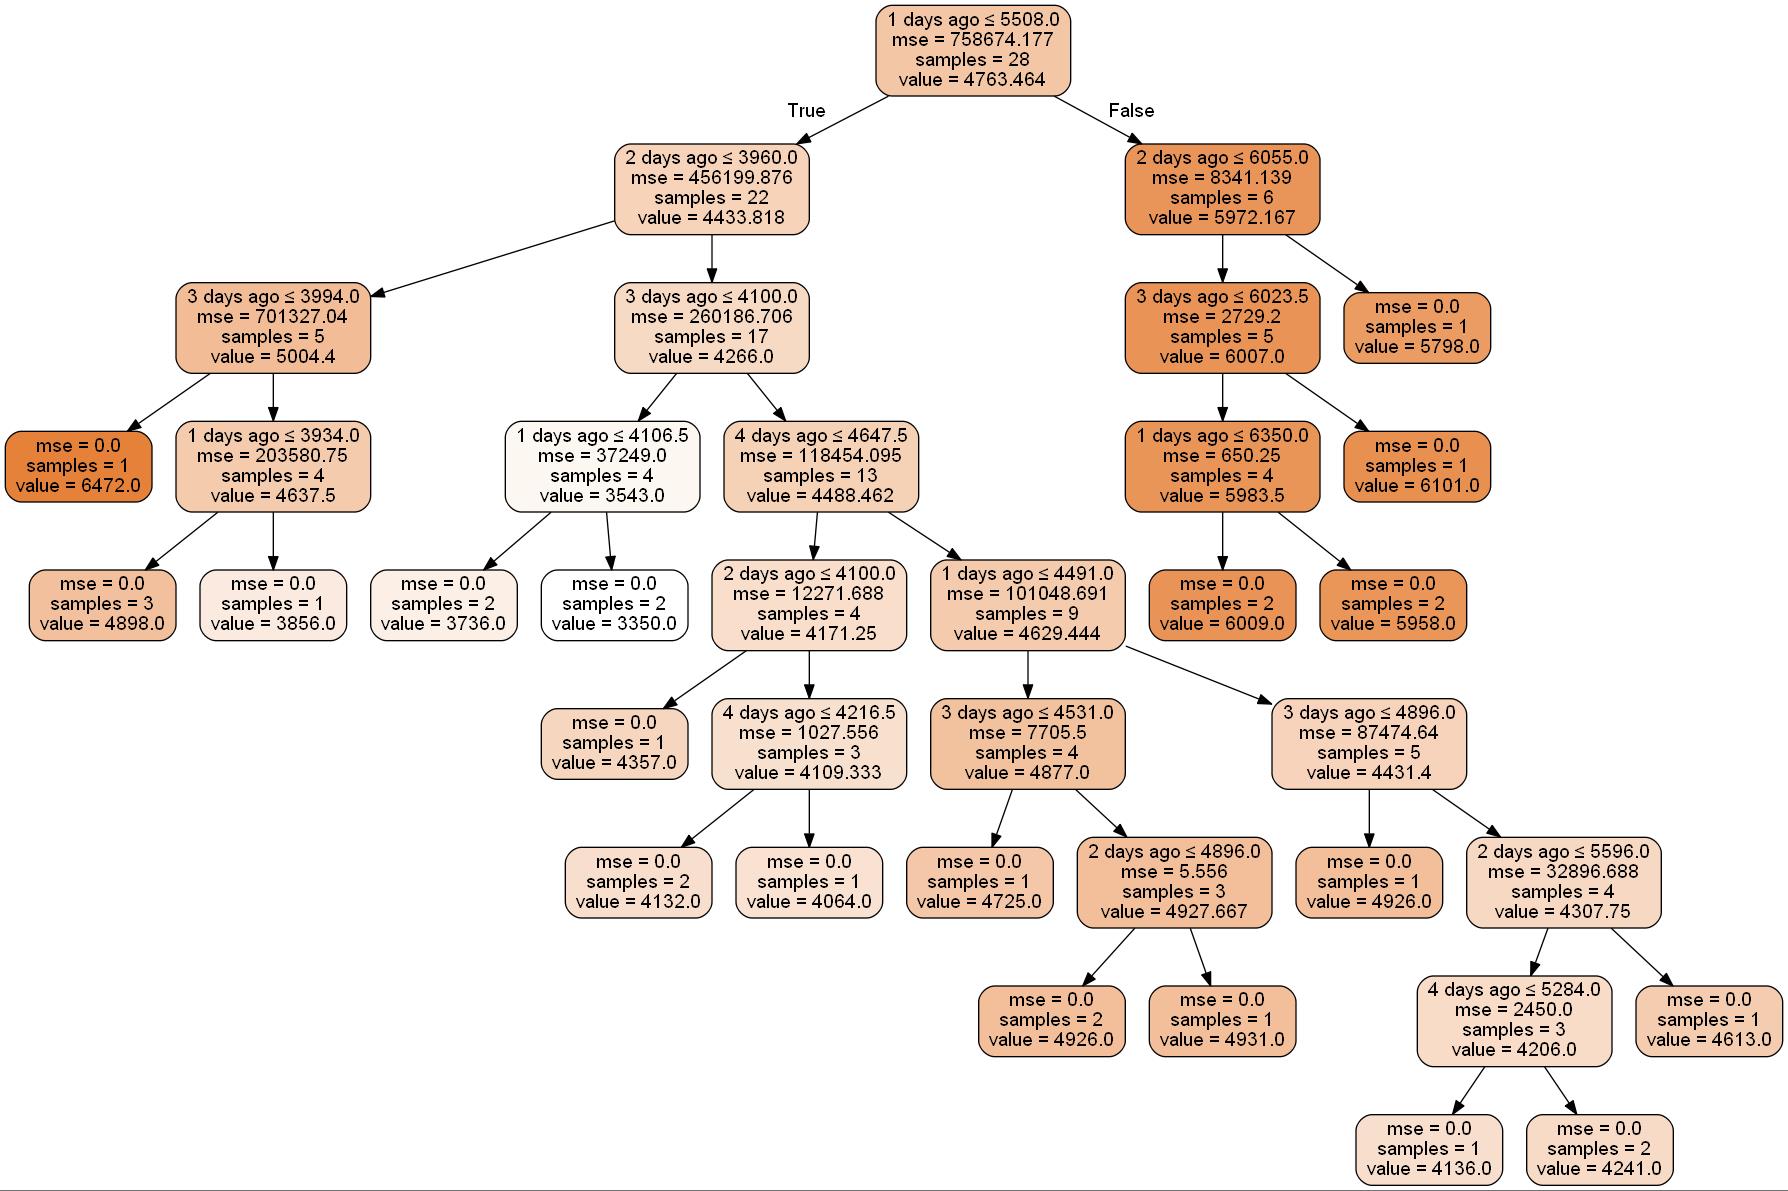 1 days ago ≤ 5508.0
mse = 758674.177
samples = 28
value = 4763.464
True
False
2 days ago ≤ 3960.0
mse = 456199.876
samples = 22
value = 4433.818
2 days ago ≤ 6055.0
mse = 8341.139
samples = 6
value = 5972.167
3 days ago ≤ 3994.0
mse = 701327.04
samples = 5
value = 5004.4
3 days ago ≤ 4100.0
mse = 260186.706
samples = 17
value = 4266.0
3 days ago ≤ 6023.5
mse = 2729.2
samples = 5
value = 6007.0
mse = 0.0
samples = 1
value = 5798.0
mse = 0.0
samples = 1
value = 6472.0
1 days ago ≤ 3934.0
mse = 203580.75
samples = 4
value = 4637.5
1 days ago ≤ 4106.5
mse = 37249.0
samples = 4
value = 3543.0
4 days ago ≤ 4647.5
mse = 118454.095
samples = 13
value = 4488.462
1 days ago ≤ 6350.0
mse = 650.25
samples = 4
value = 5983.5
mse = 0.0
samples = 1
value = 6101.0
mse = 0.0
samples = 3
value = 4898.0
mse = 0.0
samples = 1
value = 3856.0
mse = 0.0
samples = 2
value = 3736.0
mse = 0.0
samples = 2
value = 3350.0
2 days ago ≤ 4100.0
mse = 12271.688
samples = 4
value = 4171.25
1 days ago ≤ 4491.0
mse = 101048.691
samples = 9
value = 4629.444
mse = 0.0
samples = 2
value = 6009.0
mse = 0.0
samples = 2
value = 5958.0
mse = 0.0
samples = 1
value = 4357.0
4 days ago ≤ 4216.5
mse = 1027.556
samples = 3
value = 4109.333
3 days ago ≤ 4531.0
mse = 7705.5
samples = 4
value = 4877.0
3 days ago ≤ 4896.0
mse = 87474.64
samples = 5
value = 4431.4
mse = 0.0
samples = 2
value = 4132.0
mse = 0.0
samples = 1
value = 4064.0
mse = 0.0
samples = 1
value = 4725.0
2 days ago ≤ 4896.0
mse = 5.556
samples = 3
value = 4927.667
mse = 0.0
samples = 1
value = 4926.0
2 days ago ≤ 5596.0
mse = 32896.688
samples = 4
value = 4307.75
mse = 0.0
samples = 2
value = 4926.0
mse = 0.0
samples = 1
value = 4931.0
4 days ago ≤ 5284.0
mse = 2450.0
samples = 3
value = 4206.0
mse = 0.0
samples = 1
value = 4613.0
mse = 0.0
samples = 1
value = 4136.0
mse = 0.0
samples = 2
value = 4241.0